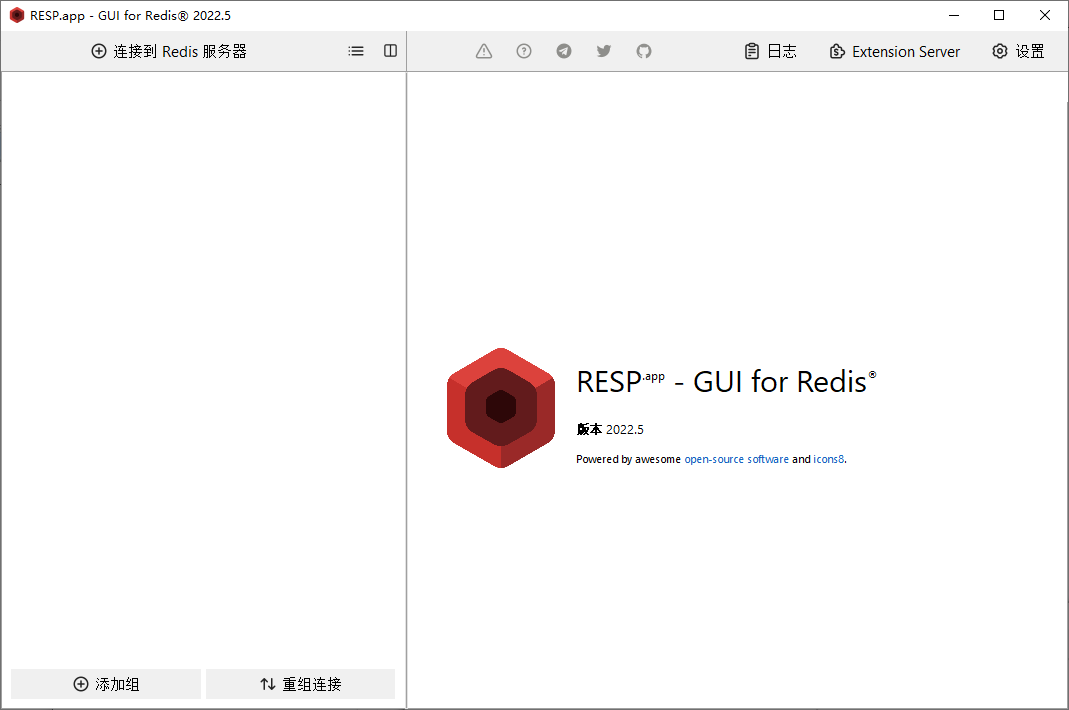 RESP.app - GUI for Redis® 2022.5
连接到 Redis 服务器
日志
Extension Server
设置
RESP.app - GUI for Redis®
版本 2022.5
Powered by awesome open-source software and icons8.
添加组
重组连接